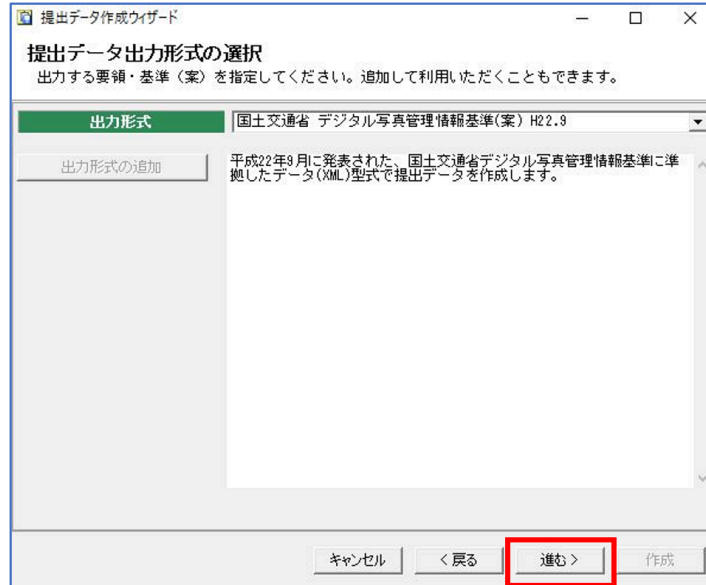 提出データ作成ウィザード
提出データ出力形式の選択
出力する要領・基準（案）を指定してください。追加して利用いただくこともできます。
出力形式
国土交通省 デジタル写真管理情報基準(案) H22.9
出力形式の追加
平成22年9月に発表された、国土交通省デジタル写真管理情報基準に準
拠したデータ(XML)型式で提出データを作成します。
キャンセル
< 戻る
進む >
作成